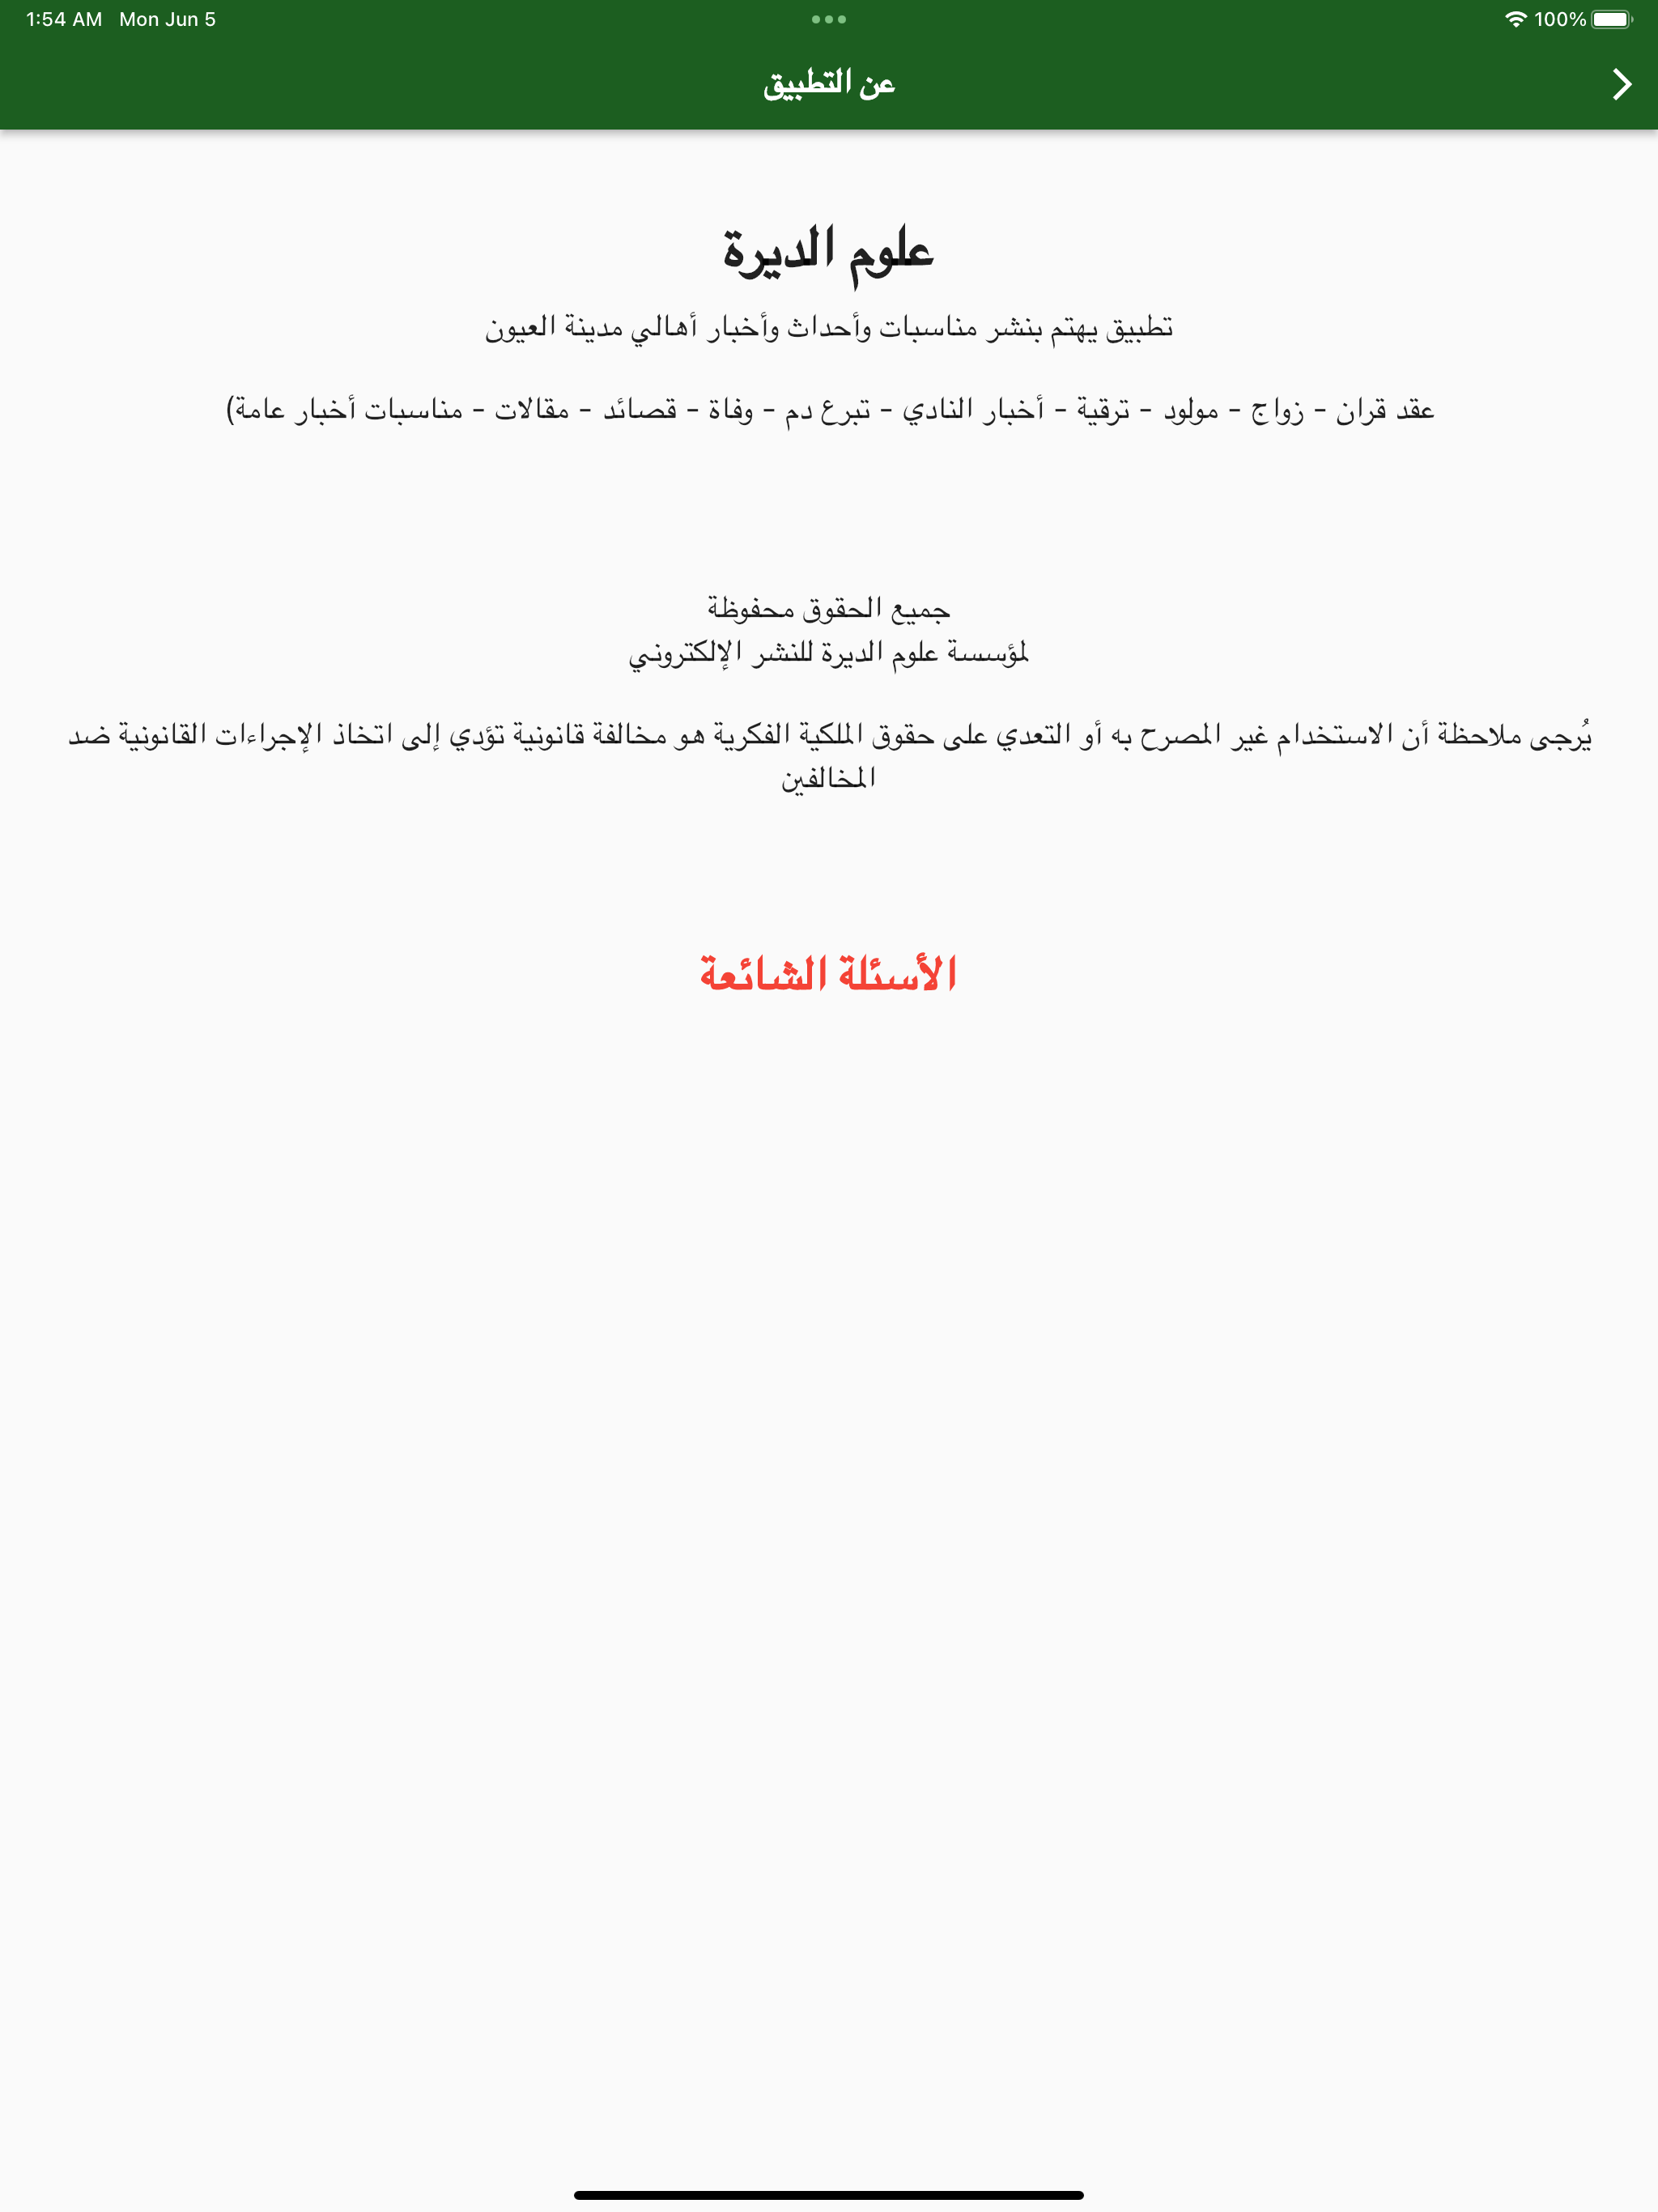 1:54 AM Mon Jun 5
100%
عن التطبيق
علوم الديرة
تطبيق يهتم بنشر مناسبات وأحداث وأخبار أهالي مدينة العيون
عقد قران - زواج - مولود - ترقية - أخبار النادي - تبرع دم - وفاة - قصائد - مقالات - مناسبات أخبار عامة)
جميع الحقوق محفوظة
لمؤسسة علوم الديرة للنشر الإلكتروني
يُرجى ملاحظة أن الاستخدام غير المصرح به أو التعدي على حقوق الملكية الفكرية هو مخالفة قانونية تؤدي إلى اتخاذ الإجراءات القانونية ضد
المخالفين
الأسئلة الشائعة